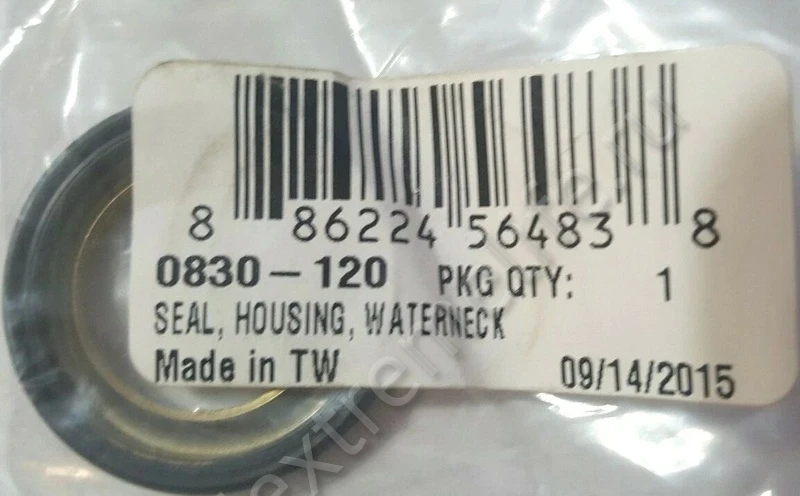 8 86224 56483 8
0830-120 PKG QTY: 1
SEAL, HOUSING, WATERNECK
Made in TW 09/14/2015